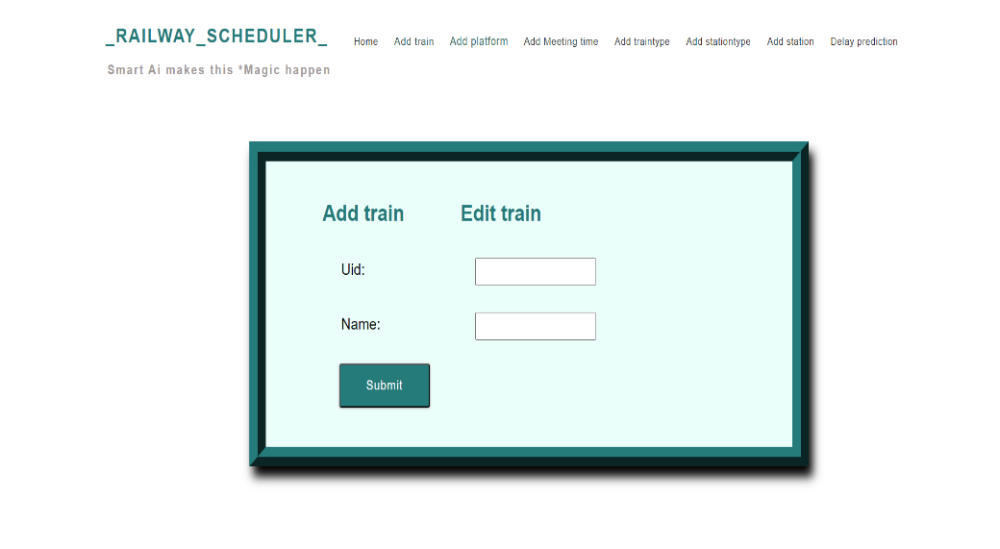 _RAILWAY_SCHEDULER_
Home Add train Add platform Add Meeting time Add traintype Add stationtype Add station Delay prediction
Smart Ai makes this *Magic happen
Add train Edit train
Uid:
Name:
Submit